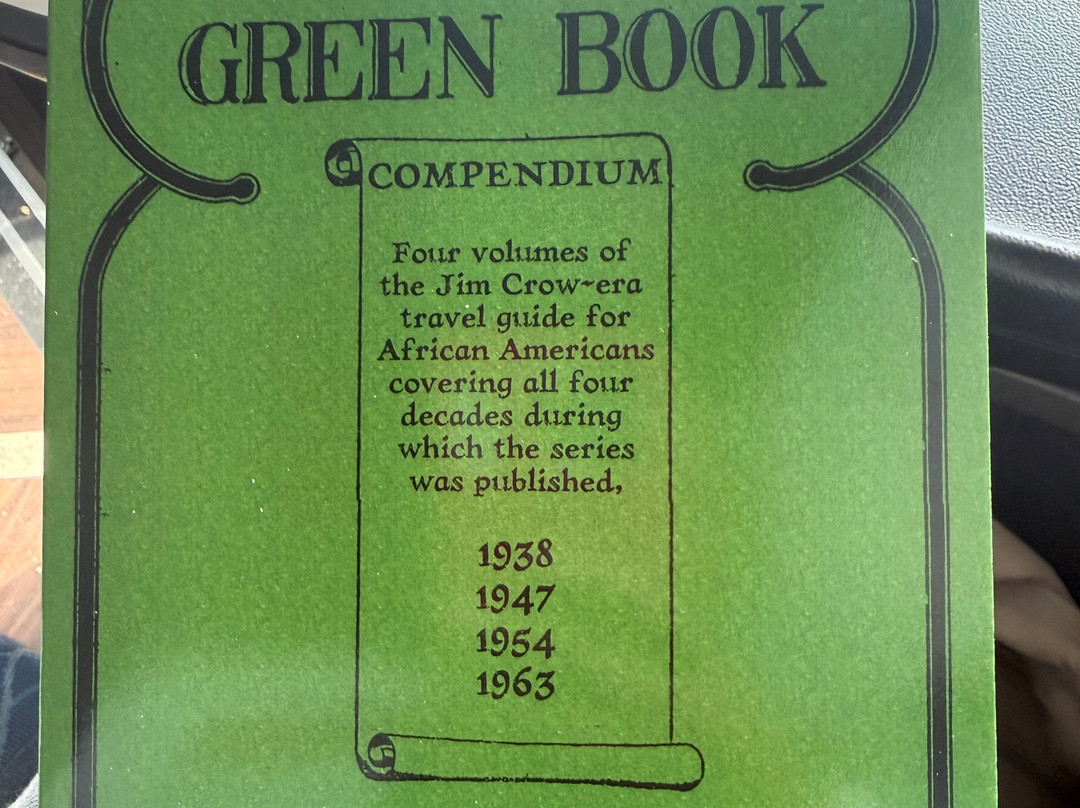 GREEN BOOK
COMPENDIUM
Four volumes of
the Jim Crow-era
travel guide for
African Americans
covering all four
decades during
which the series
was published,
1938
1947
1954
1963